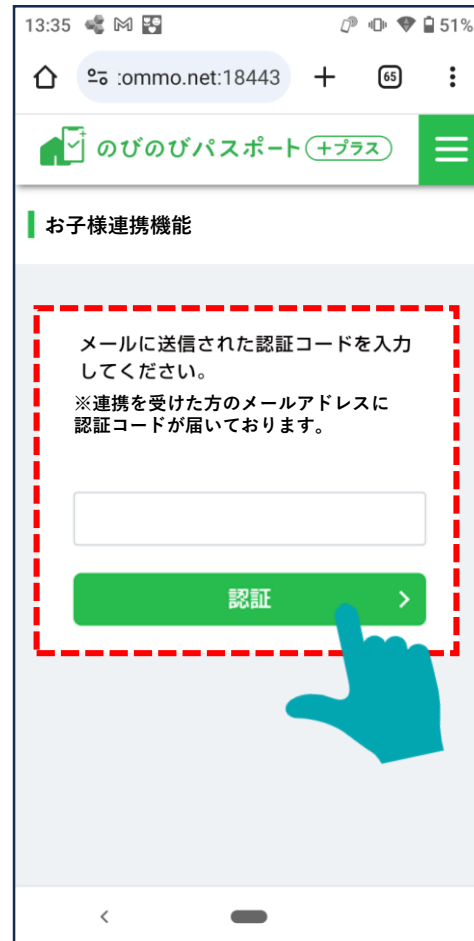 13:35 51%
:ommo.net:18443 65
のびのびパスポート +プラス
お子様連携機能
メールに送信された認証コードを入力
してください。
※連携を受けた方のメールアドレスに
認証コードが届いております。
認証